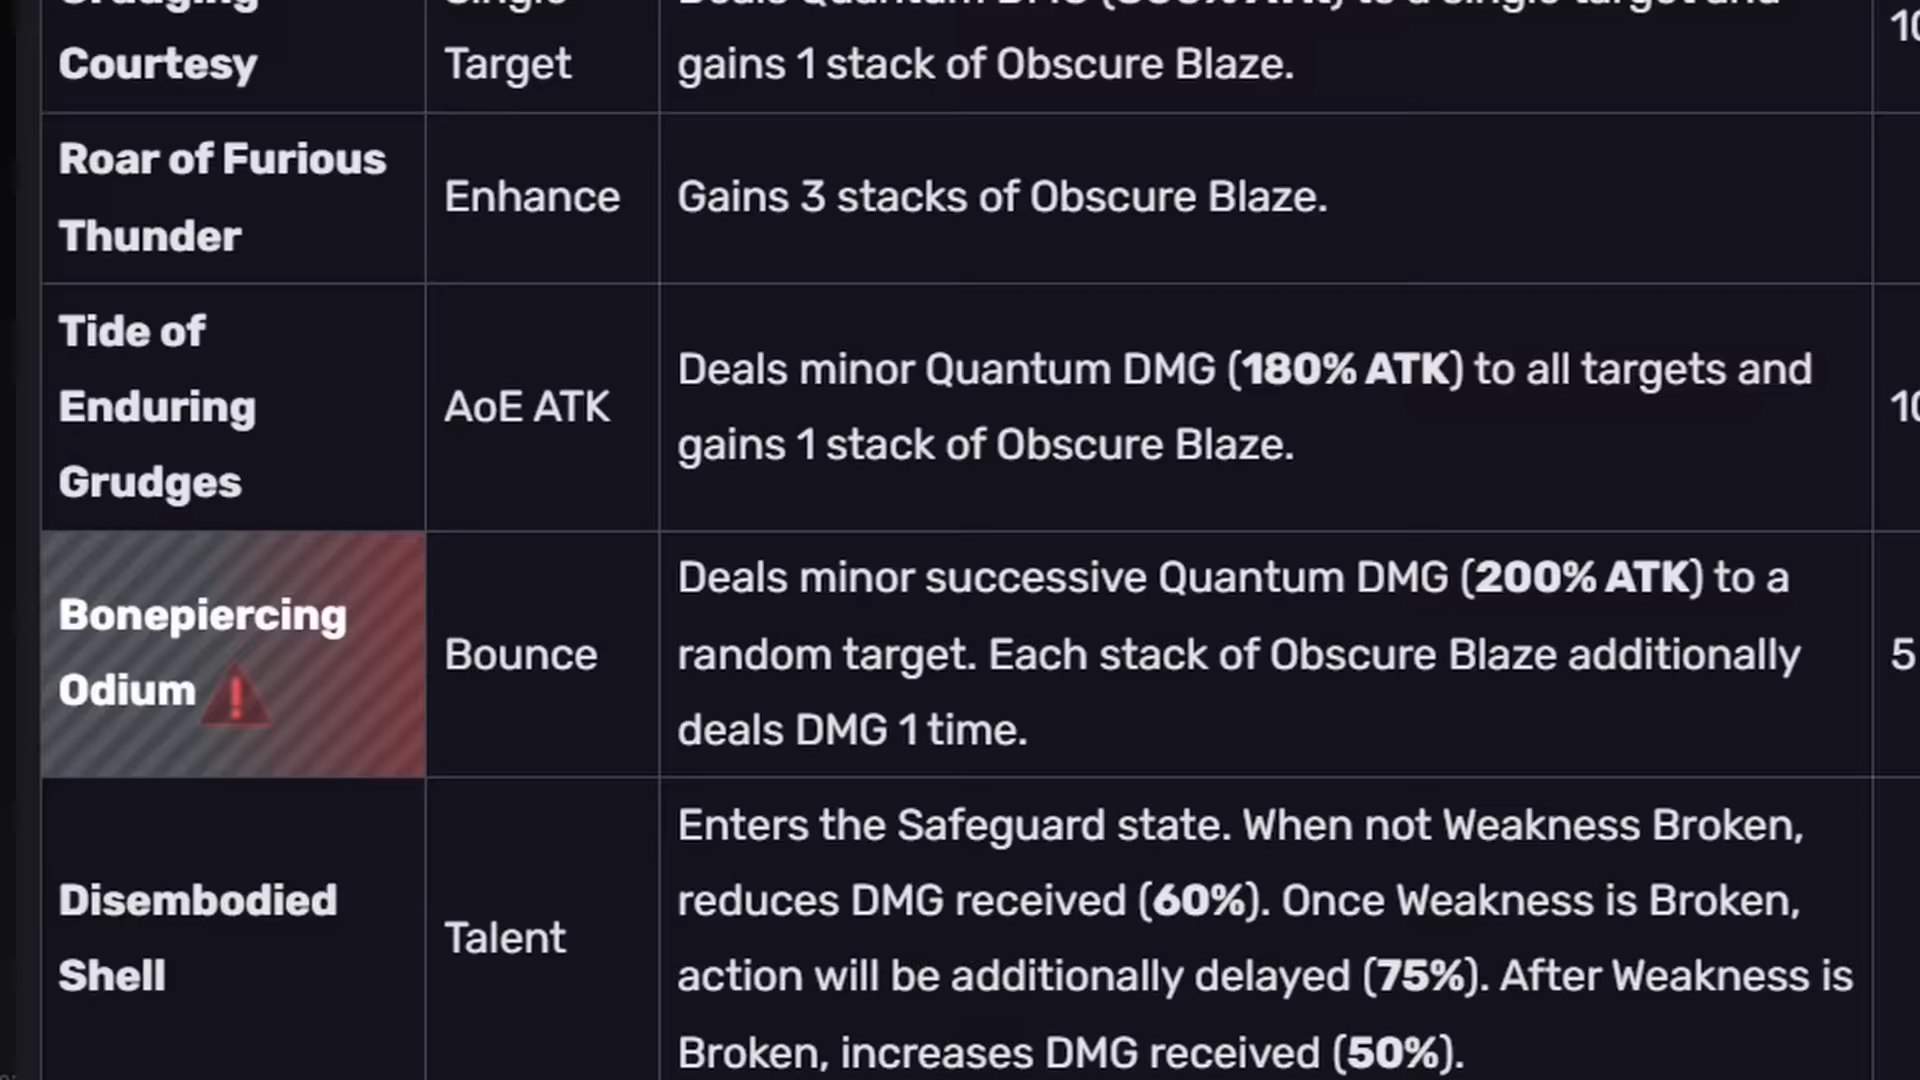 Courtesy
Target
gains 1 stack of Obscure Blaze.
10
Roar of Furious
Thunder
Enhance
Gains 3 stacks of Obscure Blaze.
Tide of
Enduring
Grudges
AoE ATK
Deals minor Quantum DMG (180% ATK) to all targets and
gains 1 stack of Obscure Blaze.
10
Bonepiercing
Odium
Bounce
Deals minor successive Quantum DMG (200% ATK) to a
random target. Each stack of Obscure Blaze additionally
deals DMG 1 time.
5
Disembodied
Shell
Talent
Enters the Safeguard state. When not Weakness Broken,
reduces DMG received (60%). Once Weakness is Broken,
action will be additionally delayed (75%). After Weakness is
Broken, increases DMG received (50%).